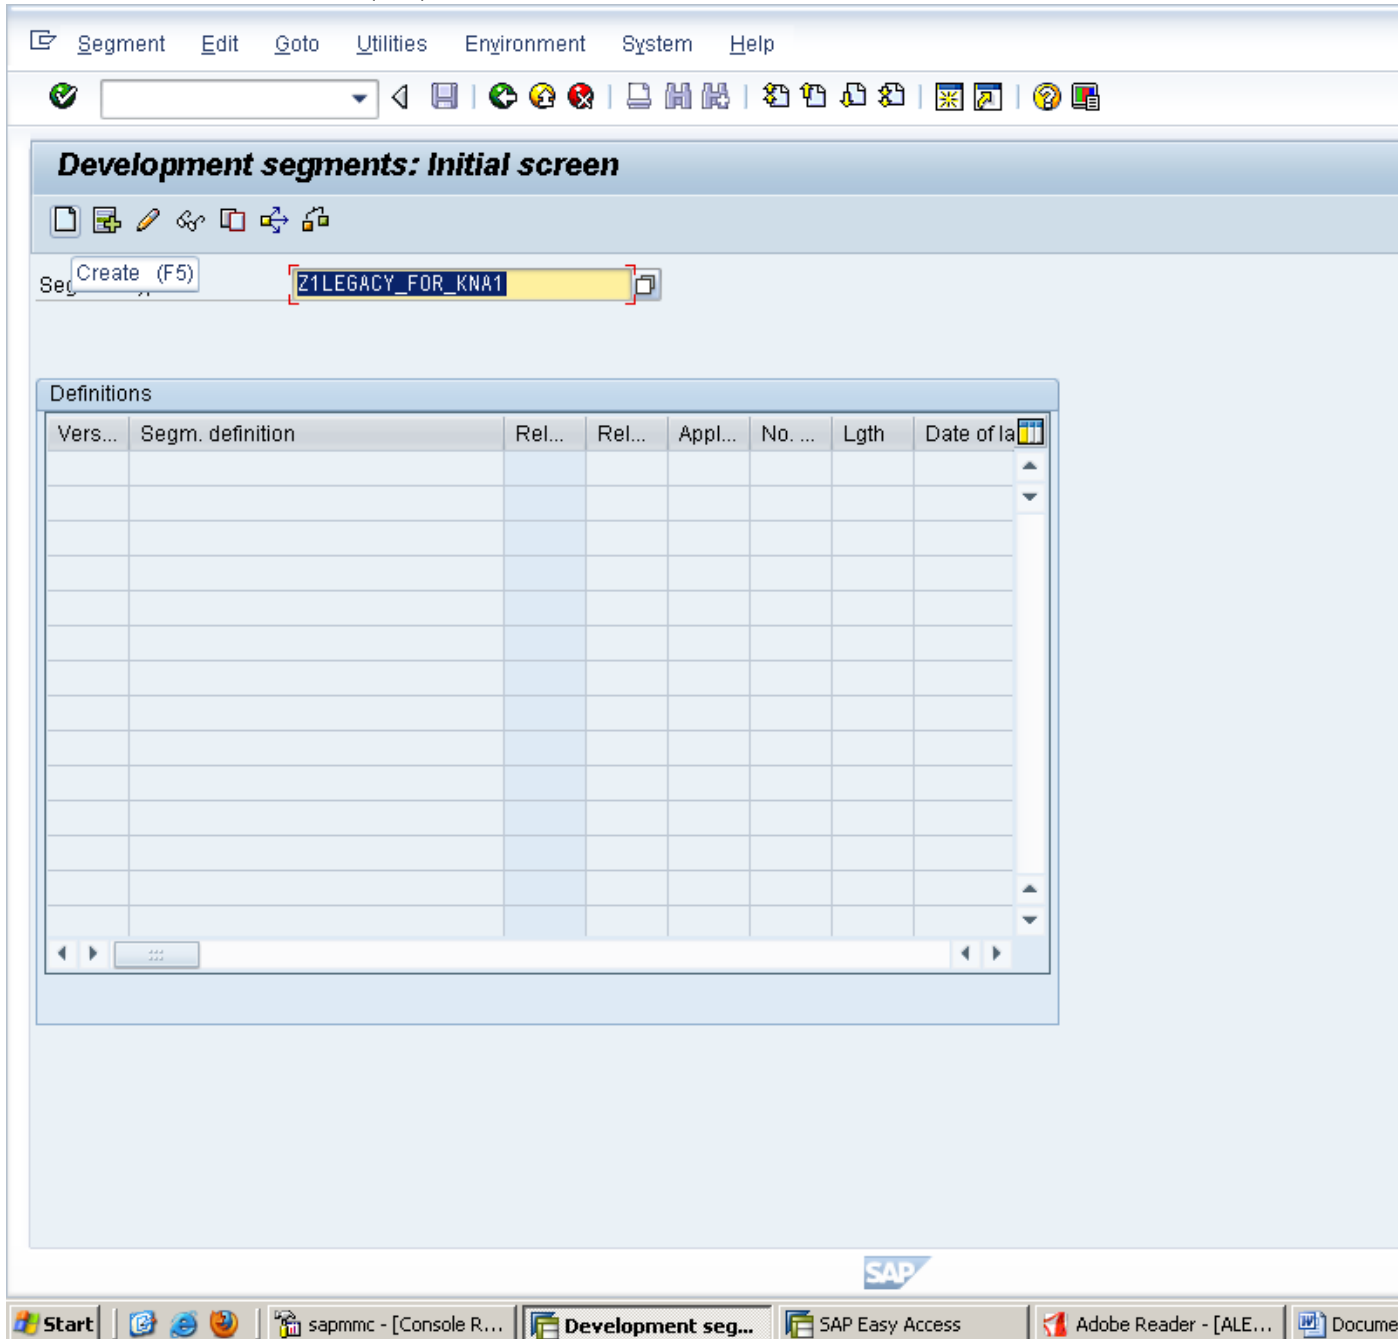 Segment Edit Goto Utilities Environment System Help
Development segments: Initial screen
Create (F5)
Z1LEGACY_FOR_KNA1
Definitions
Vers... Segm. definition Rel... Rel... Appl... No. ... Lgth Date of la
SAP
Start sapmmc - [Console R... Development seg... SAP Easy Access Adobe Reader - [ALE... Docume